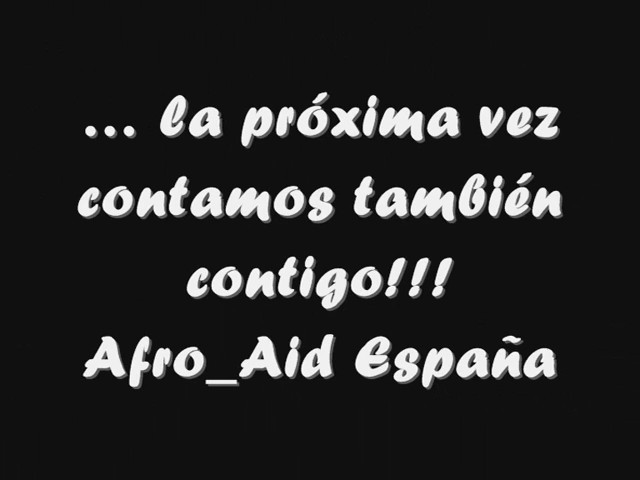 ... la próxima vez
contamos también
contigo!!!
Afro_Aid España